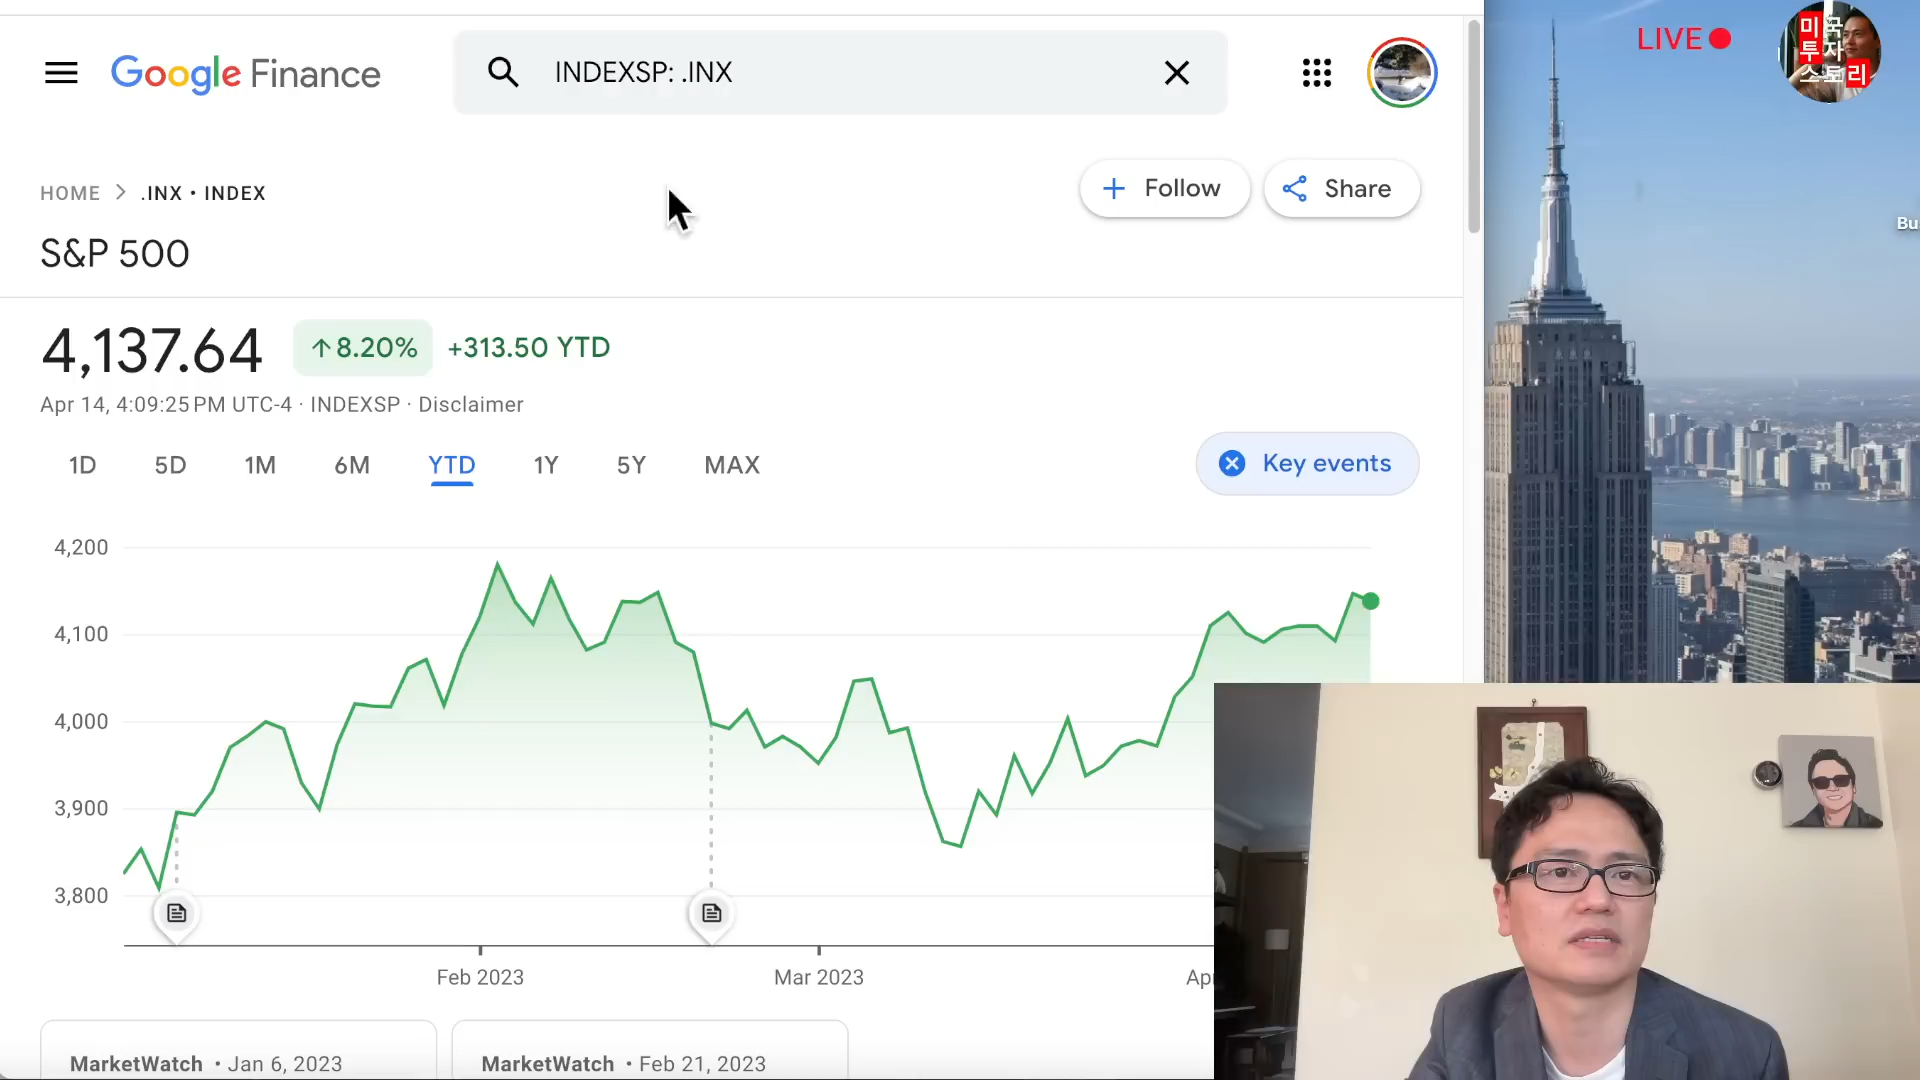 Google Finance
INDEXSP: .INX
LIVE
미국
투자
스토리
HOME > .INX • INDEX
Follow
Share
S&P 500
4,137.64
↑8.20%
+313.50 YTD
Apr 14, 4:09:25 PM UTC-4 · INDEXSP · Disclaimer
1D 5D 1M 6M YTD 1Y 5Y MAX
Key events
4,200
4,100
4,000
3,900
3,800
Feb 2023
Mar 2023
MarketWatch • Jan 6, 2023
MarketWatch • Feb 21, 2023